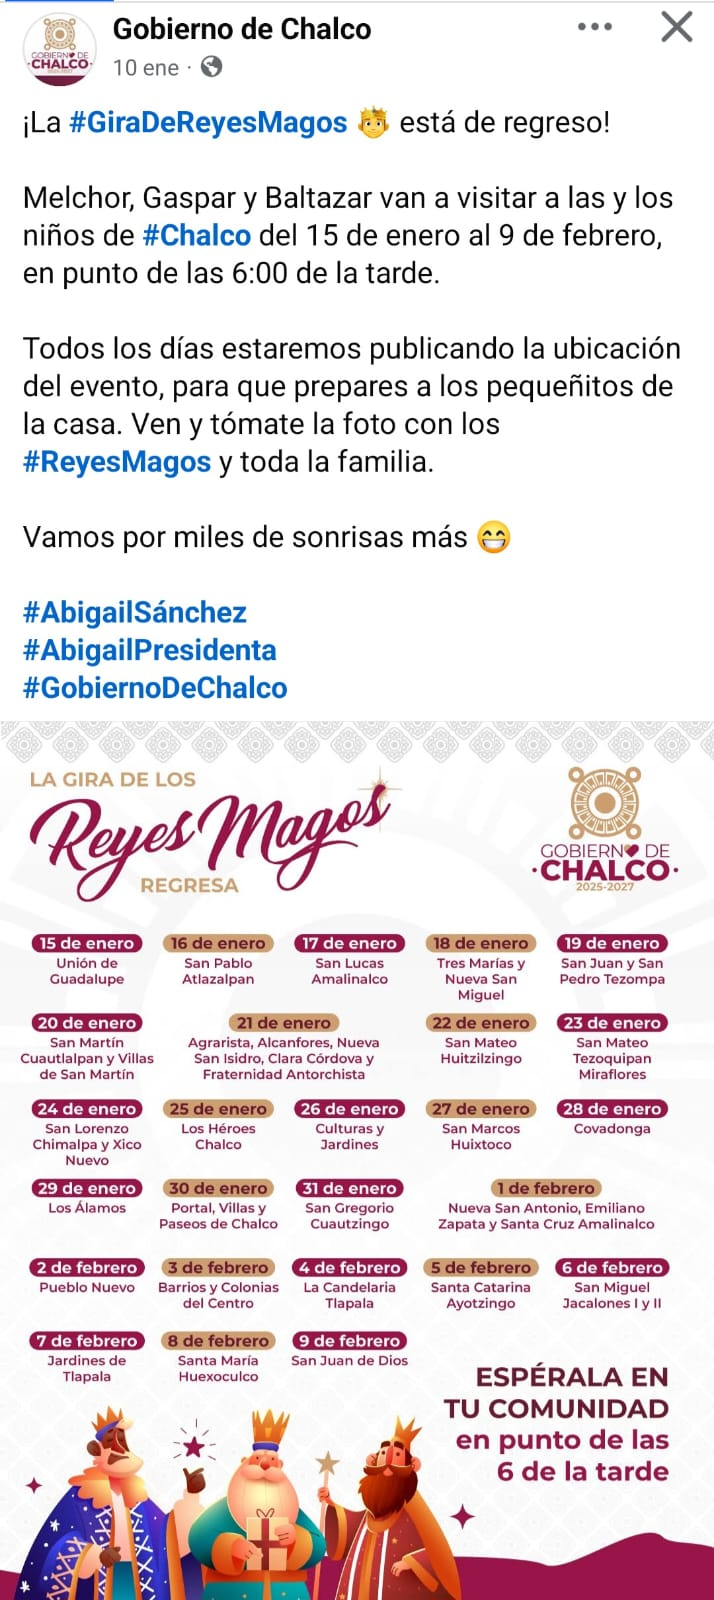 Gobierno de Chalco
10 ene ·
GOBIERNO DE
·CHALCO·
2025-2027
¡La #GiraDeReyesMagos 🤴 está de regreso!
Melchor, Gaspar y Baltazar van a visitar a las y los
niños de #Chalco del 15 de enero al 9 de febrero,
en punto de las 6:00 de la tarde.
Todos los días estaremos publicando la ubicación
del evento, para que prepares a los pequeñitos de
la casa. Ven y tómate la foto con los
#ReyesMagos y toda la familia.
Vamos por miles de sonrisas más 😁
#AbigailSánchez
#AbigailPresidenta
#GobiernoDeChalco
LA GIRA DE LOS
Reyes Magos
REGRESA
GOBIERNO DE
·CHALCO·
2025-2027
15 de enero
Unión de
Guadalupe
16 de enero
San Pablo
Atlazalpan
17 de enero
San Lucas
Amalinalco
18 de enero
Tres Marías y
Nueva San
Miguel
19 de enero
San Juan y San
Pedro Tezompa
20 de enero
San Martín
Cuautlalpan y Villas
de San Martín
21 de enero
Agrarista, Alcanfores, Nueva
San Isidro, Clara Córdova y
Fraternidad Antorchista
22 de enero
San Mateo
Huitzilzingo
23 de enero
San Mateo
Tezoquipan
Miraflores
24 de enero
San Lorenzo
Chimalpa y Xico
Nuevo
25 de enero
Los Héroes
Chalco
26 de enero
Culturas y
Jardines
27 de enero
San Marcos
Huixtoco
28 de enero
Covadonga
29 de enero
Los Álamos
30 de enero
Portal, Villas y
Paseos de Chalco
31 de enero
San Gregorio
Cuautzingo
1 de febrero
Nueva San Antonio, Emiliano
Zapata y Santa Cruz Amalinalco
2 de febrero
Pueblo Nuevo
3 de febrero
Barrios y Colonias
del Centro
4 de febrero
La Candelaria
Tlapala
5 de febrero
Santa Catarina
Ayotzingo
6 de febrero
San Miguel
Jacalones I y II
7 de febrero
Jardines de
Tlapala
8 de febrero
Santa María
Huexoculco
9 de febrero
San Juan de Dios
ESPÉRALA EN
TU COMUNIDAD
en punto de las
6 de la tarde